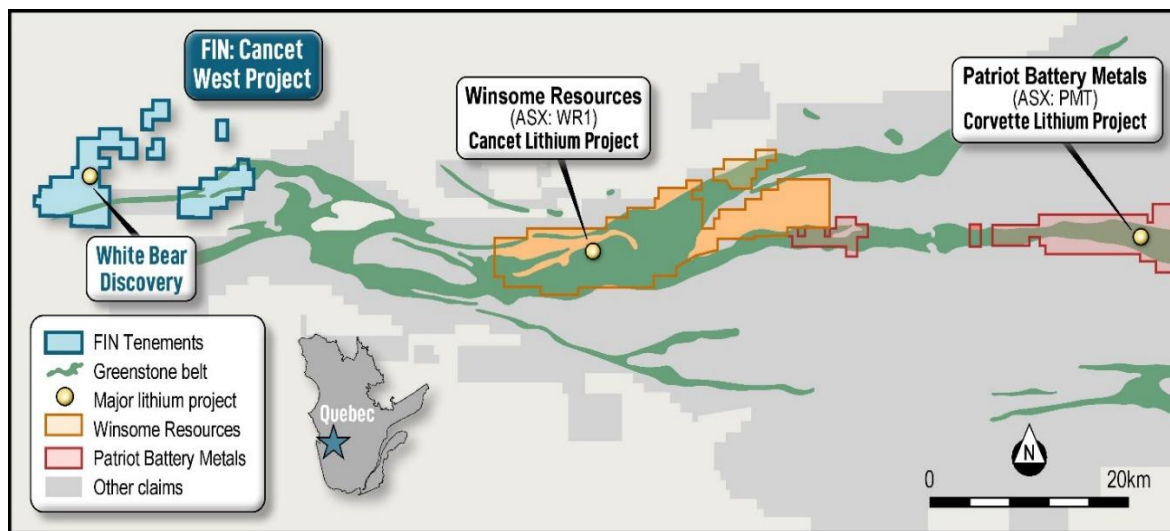 FIN: Cancet
West Project
Winsome Resources
(ASX: WR1)
Cancet Lithium Project
Patriot Battery Metals
(ASX: PMT)
Corvette Lithium Project
White Bear
Discovery
FIN Tenements
Greenstone belt
Major lithium project
Winsome Resources
Patriot Battery Metals
Other claims
Quebec
N
0
20km